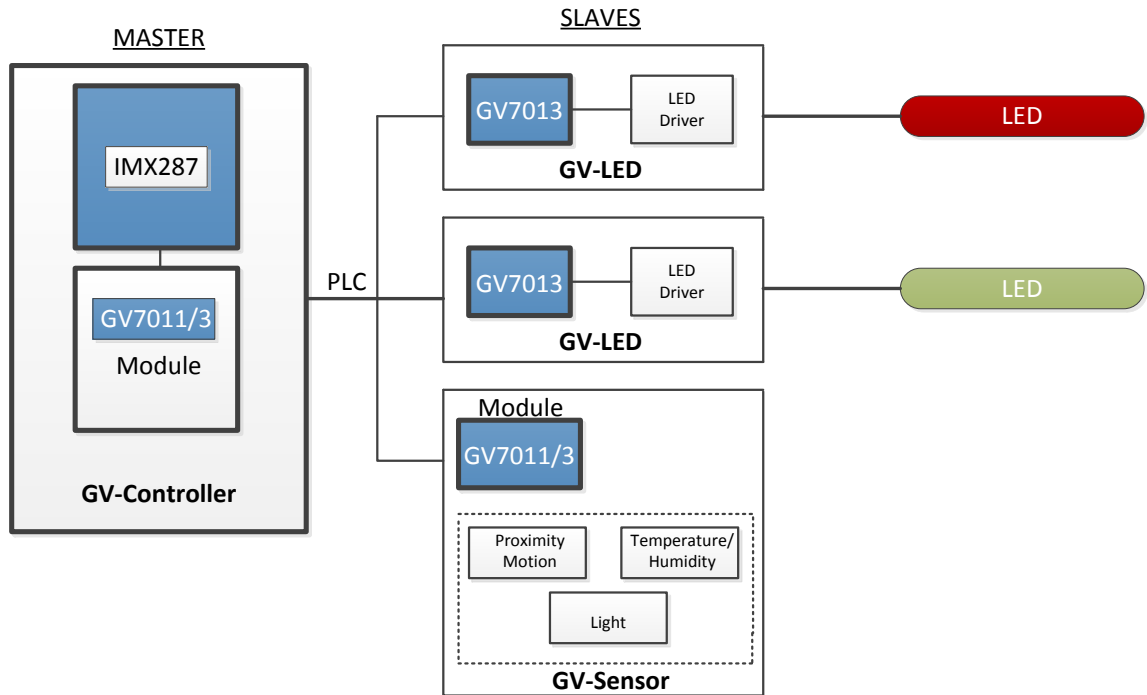 MASTER
IMX287
GV7011/3
Module
GV-Controller
PLC
SLAVES
GV7013
LED
Driver
GV-LED
LED
GV7013
LED
Driver
GV-LED
LED
Module
GV7011/3
Proximity
Motion
Temperature/
Humidity
Light
GV-Sensor